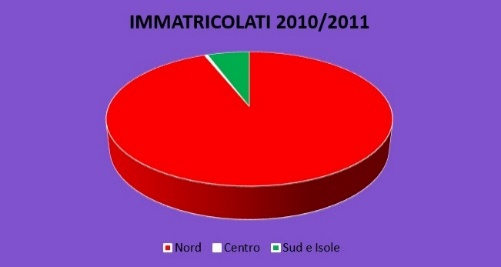 IMMATRICOLATI 2010/2011
Nord Centro Sud e Isole